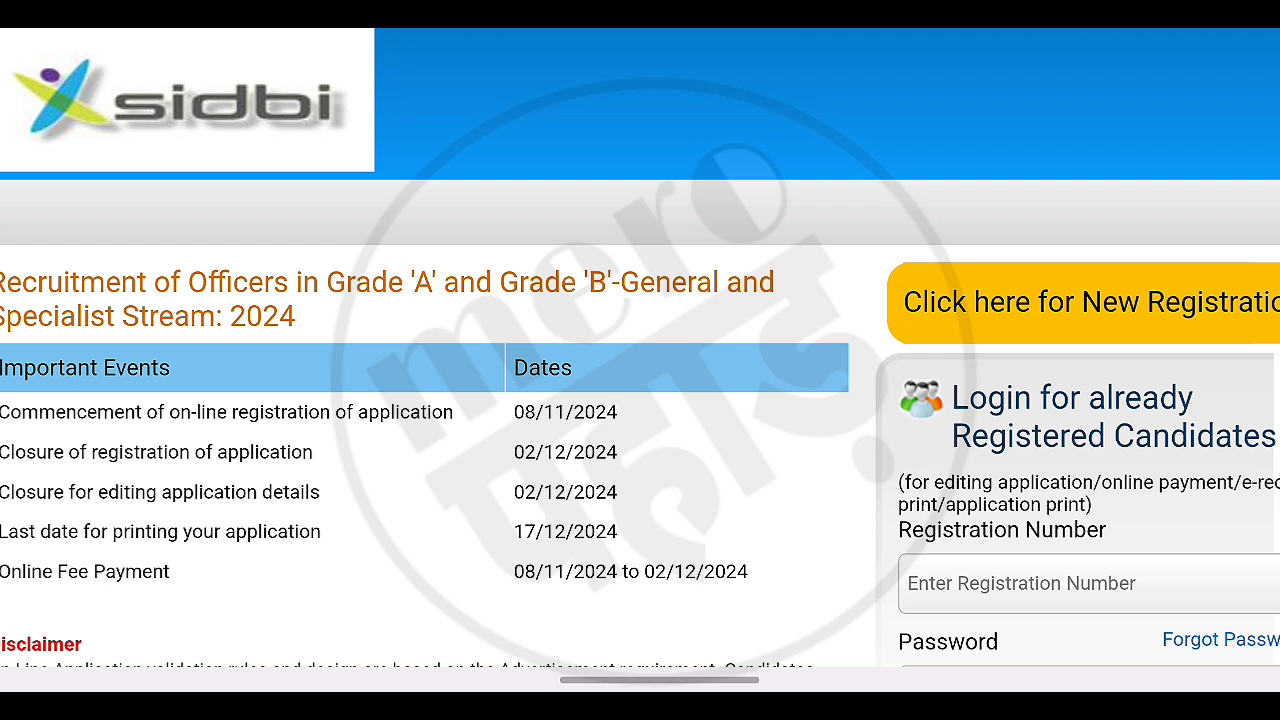 sidbi
Recruitment of Officers in Grade 'A' and Grade 'B'-General and
Specialist Stream: 2024
Important Events Dates
Commencement of on-line registration of application 08/11/2024
Closure of registration of application 02/12/2024
Closure for editing application details 02/12/2024
Last date for printing your application 17/12/2024
Online Fee Payment 08/11/2024 to 02/12/2024
isclaimer
Click here for New Registratio
Login for already
Registered Candidates
(for editing application/online payment/e-rec
print/application print)
Registration Number
Enter Registration Number
Password Forgot Passw
mero